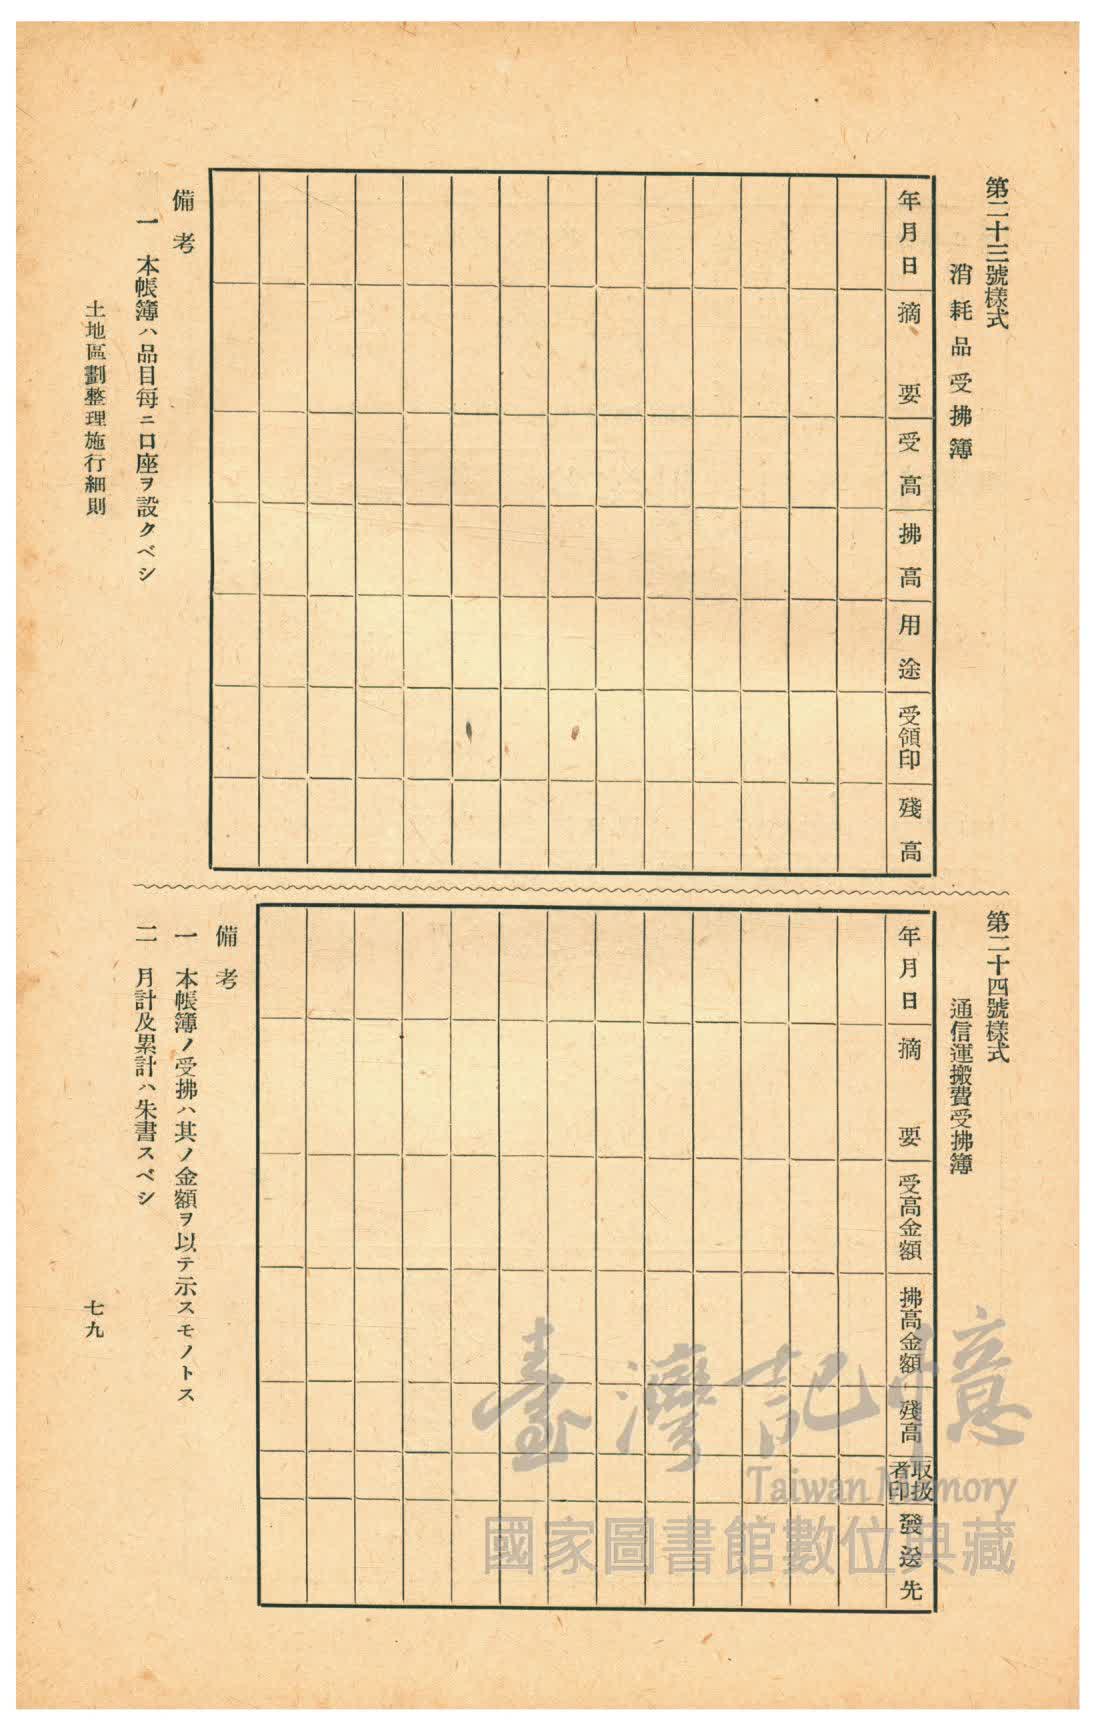 第二十三號樣式
消耗品受拂簿
年月日
摘要
受高
拂高
用途
受領印
殘高
備考
一 本帳簿ハ品目每ニ口座ヲ設クベシ
第二十四號樣式
通信運搬費受拂簿
年月日
摘要
受高金額
拂高金額
殘高
取扱者印
發送先
備考
一 本帳簿ノ受拂ハ其ノ金額ヲ以テ示スモノトス
二 月計及累計ハ朱書スベシ
土地區劃整理施行細則
七九
臺灣記憶
Taiwan Memory
國家圖書館數位典藏